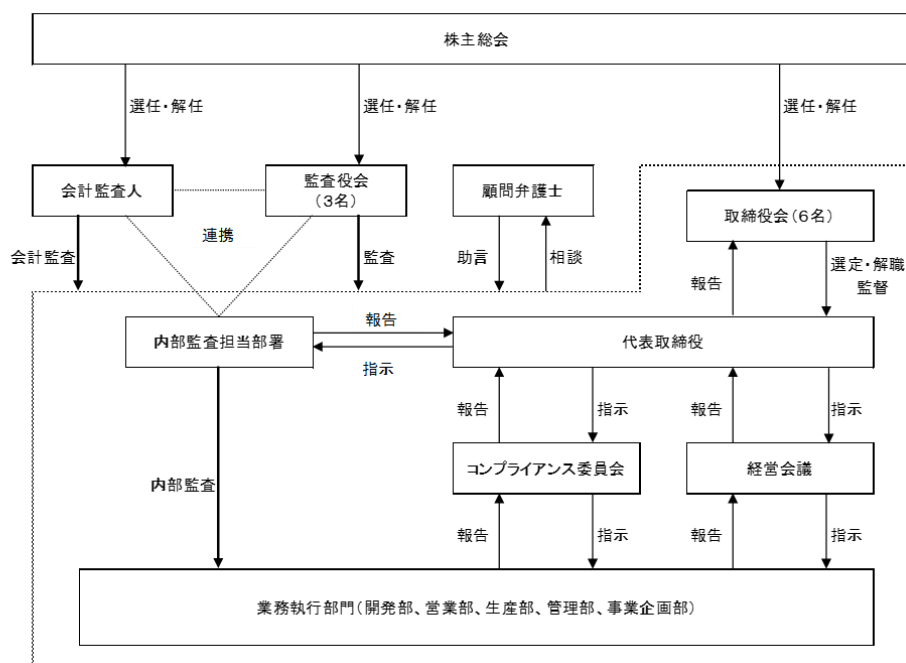 株主総会
選任・解任
選任・解任
選任・解任
会計監査人
監査役会
(3名)
顧問弁護士
取締役会(6名)
連携
会計監査
監査
助言
相談
報告
選定・解職
監督
内部監査担当部署
報告
指示
代表取締役
報告
指示
報告
指示
コンプライアンス委員会
経営会議
内部監査
報告
指示
報告
指示
業務執行部門(開発部、営業部、生産部、管理部、事業企画部)